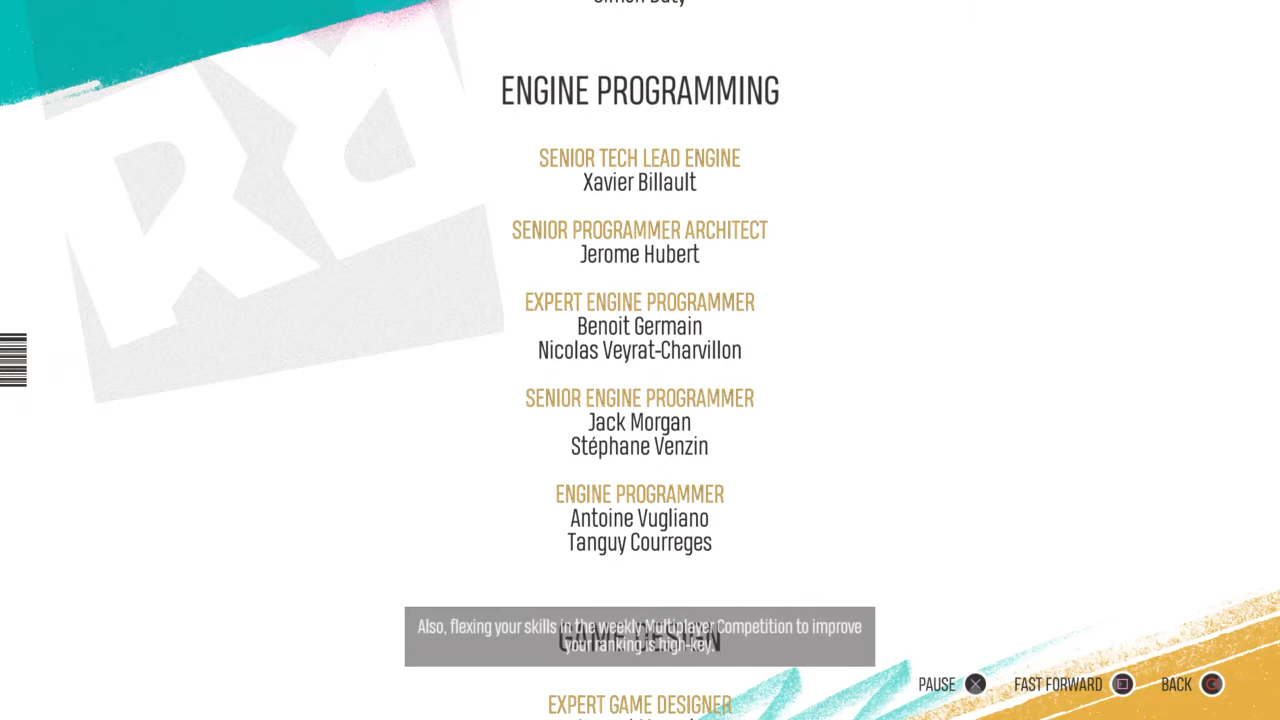 ENGINE PROGRAMMING
SENIOR TECH LEAD ENGINE
Xavier Billault
SENIOR PROGRAMMER ARCHITECT
Jerome Hubert
EXPERT ENGINE PROGRAMMER
Benoit Germain
Nicolas Veyrat-Charvillon
SENIOR ENGINE PROGRAMMER
Jack Morgan
Stéphane Venzin
ENGINE PROGRAMMER
Antoine Vugliano
Tanguy Courreges
Also, flexing your skills in the weekly Multiplayer Competition to improve
your ranking is high-key.
GAME DESIGN
PAUSE
FAST FORWARD
BACK
EXPERT GAME DESIGNER